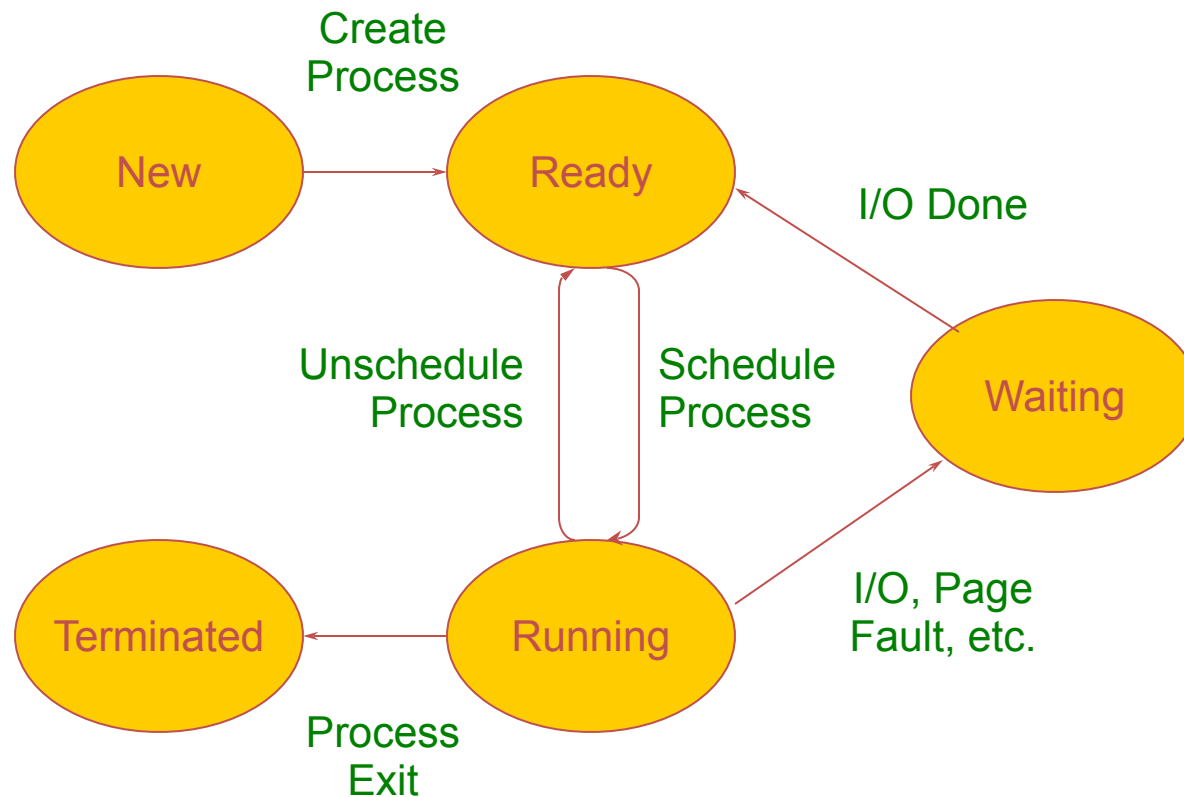 Create
Process
New
Ready
I/O Done
Unschedule
Process
Schedule
Process
Waiting
I/O, Page
Fault, etc.
Terminated
Running
Process
Exit